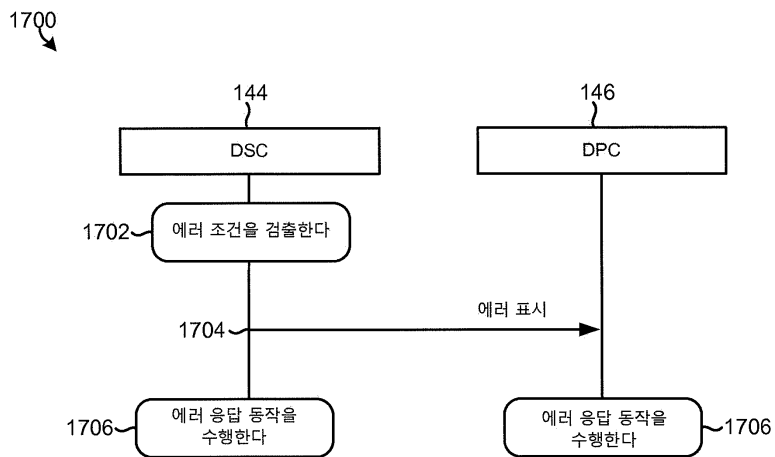 1700
144
146
DSC
DPC
1702
에러 조건을 검출한다
에러 표시
1704
1706
에러 응답 동작을
수행한다
에러 응답 동작을
수행한다
1706